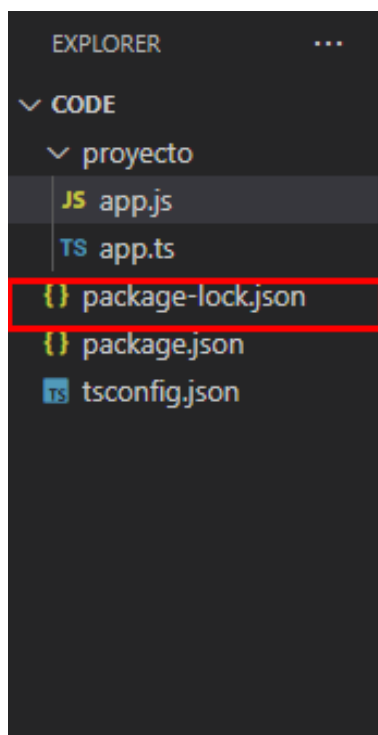 EXPLORER ...
CODE
proyecto
JS app.js
TS app.ts
{} package-lock.json
{} package.json
TS tsconfig.json